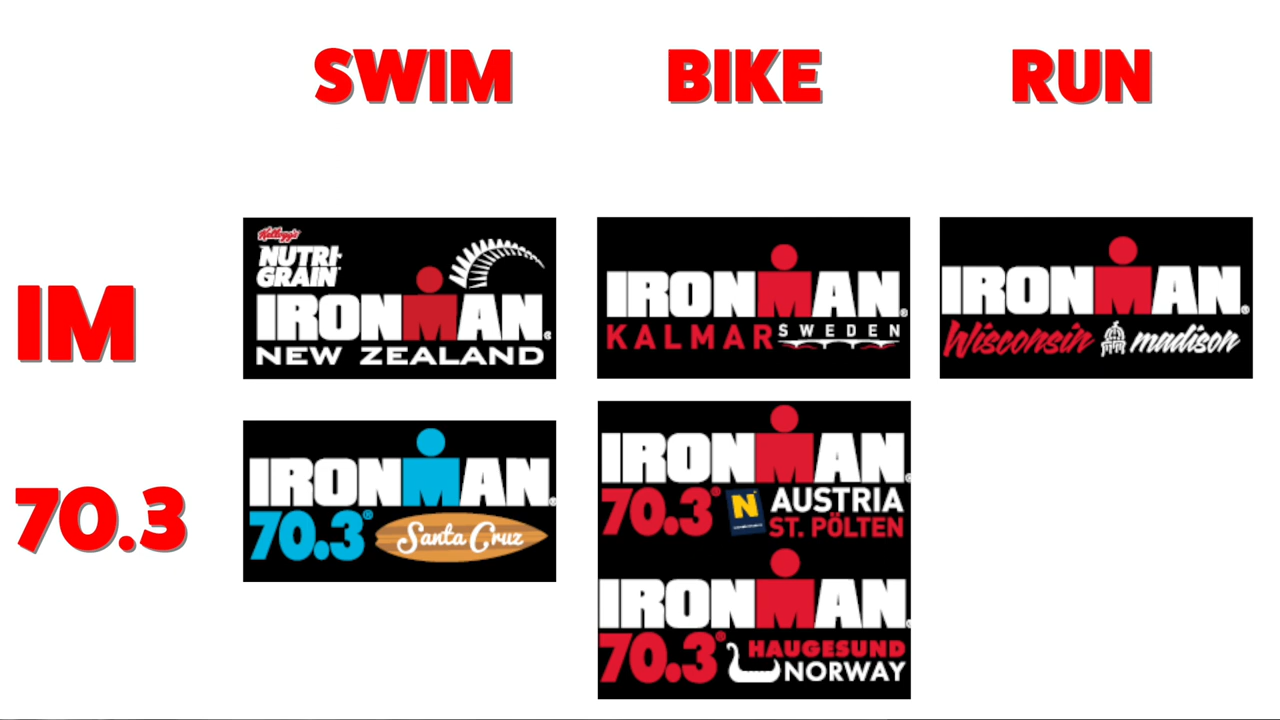 SWIM BIKE RUN
IM
Kellogg's
NUTRI-
GRAIN
IRONMAN®
NEW ZEALAND
IRONMAN®
KALMAR SWEDEN
IRONMAN®
Wisconsin madison
70.3
IRONMAN®
70.3® Santa Cruz
IRONMAN®
70.3® N AUSTRIA
ST. PÖLTEN
IRONMAN®
70.3® HAUGESUND
NORWAY